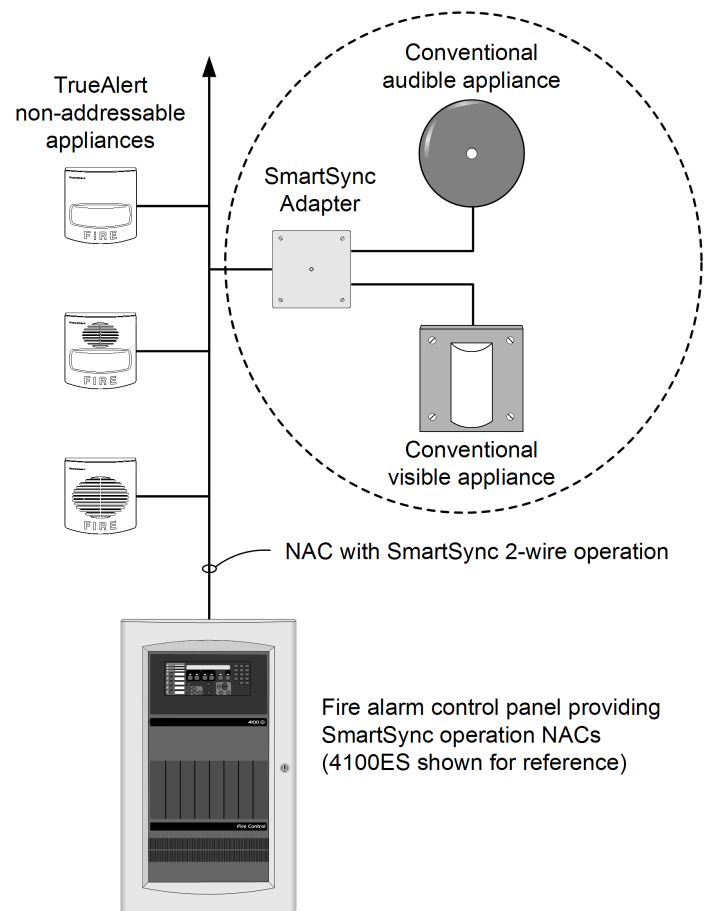 Conventional
audible appliance
TrueAlert
non-addressable
appliances
SmartSync
Adapter
FIRE
FIRE
FIRE
Conventional
visible appliance
NAC with SmartSync 2-wire operation
Fire alarm control panel providing
SmartSync operation NACs
(4100ES shown for reference)
4100
Fire Control